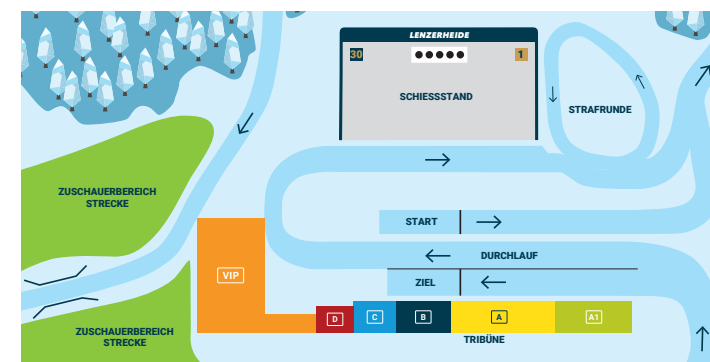 LENZERHEIDE
30
1
SCHIESSSTAND
STRAFRUNDE
ZUSCHAUERBEREICH
STRECKE
START
DURCHLAUF
VIP
ZIEL
D
C
B
A
A1
ZUSCHAUERBEREICH
STRECKE
TRIBÜNE